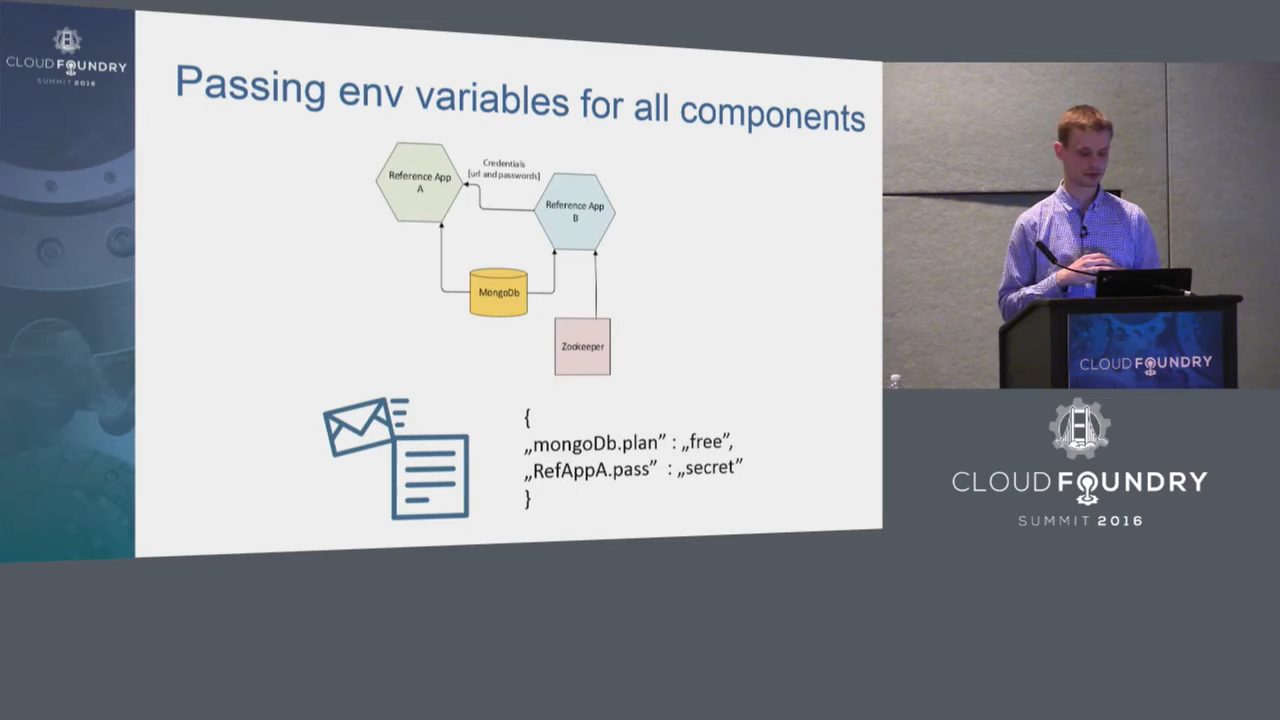 CLOUD FOUNDRY
SUMMIT 2016
Passing env variables for all components
Reference App
A
Credentials
[url and passwords]
Reference App
B
MongoDb
Zookeeper
{
„mongoDb.plan” : „free”,
„RefAppA.pass” : „secret”
}
CLOUD FOUNDRY
CLOUD FOUNDRY
SUMMIT 2016